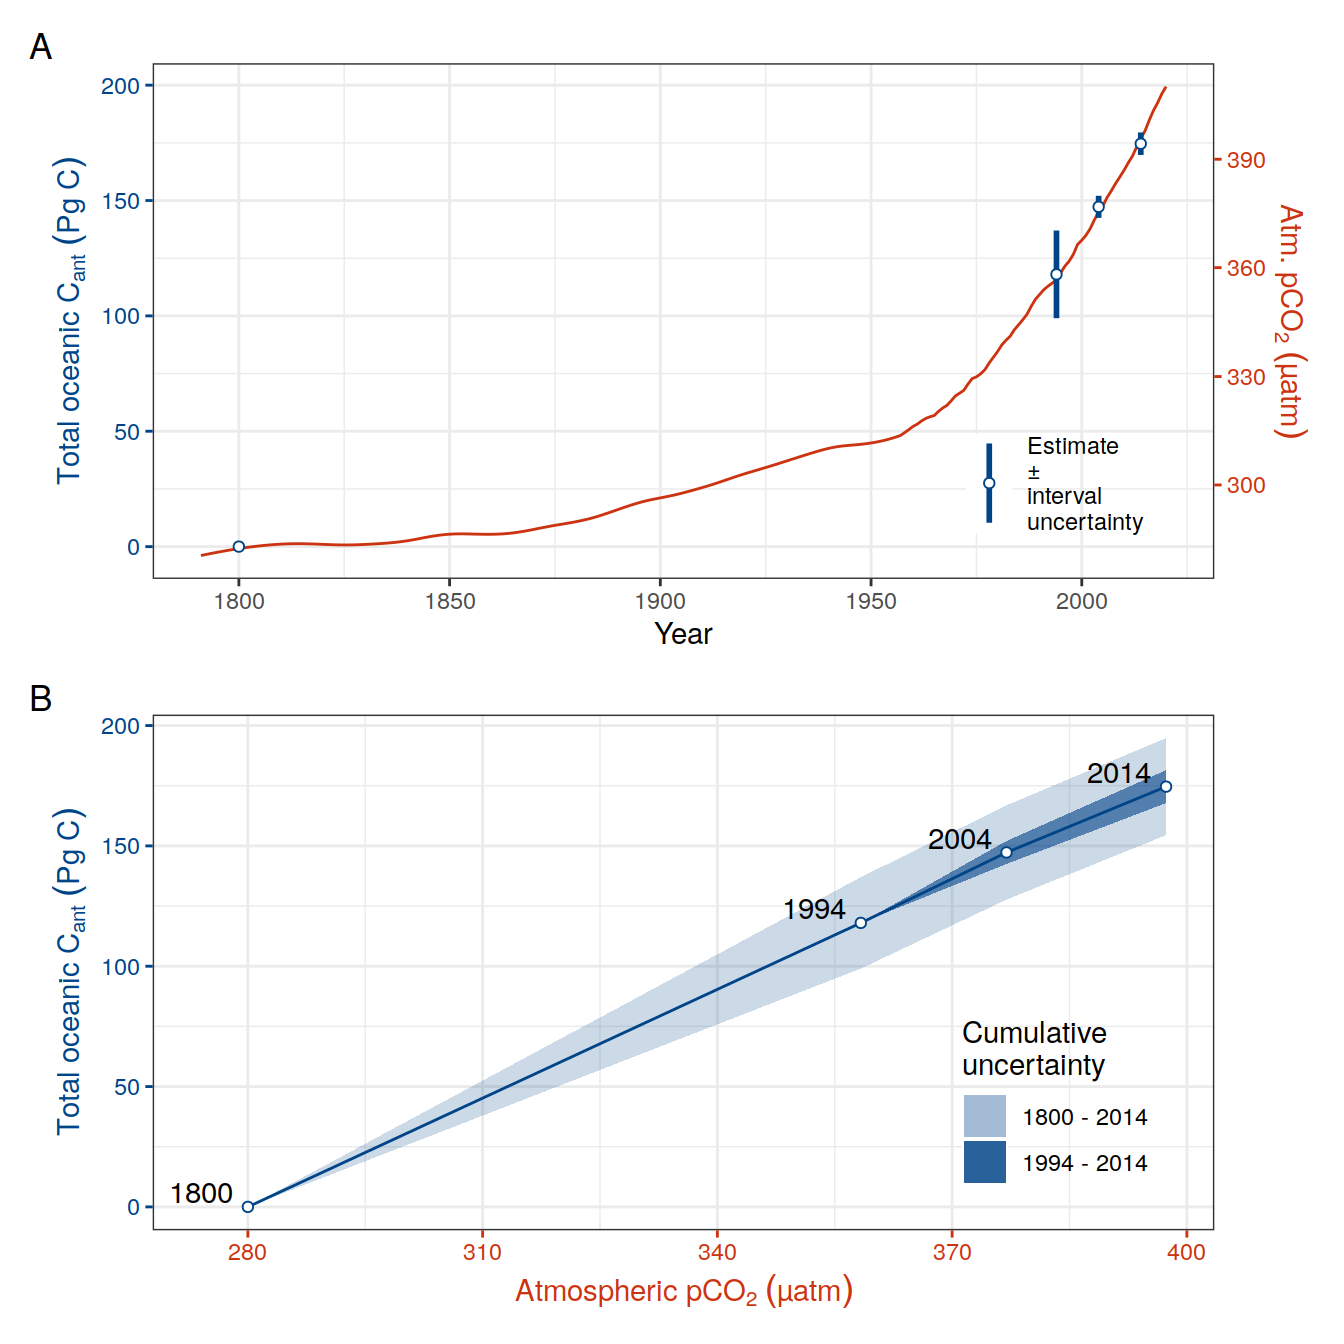 A
Total oceanic Cant (Pg C)
200
150
100
50
0
390
360
330
300
Atm. pCO2 (µatm)
Estimate
±
interval
uncertainty
1800
1850
1900
1950
2000
Year
B
Total oceanic Cant (Pg C)
200
150
100
50
0
2014
2004
1994
1800
Cumulative
uncertainty
1800 - 2014
1994 - 2014
280
310
340
370
400
Atmospheric pCO2 (µatm)